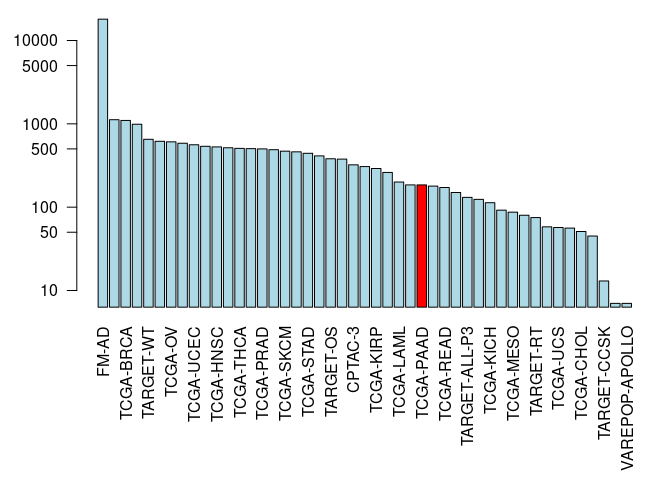 10000
5000
1000
500
100
50
10
FM-AD
TCGA-BRCA
TARGET-WT
TCGA-OV
TCGA-UCEC
TCGA-HNSC
TCGA-THCA
TCGA-PRAD
TCGA-SKCM
TCGA-STAD
TARGET-OS
CPTAC-3
TCGA-KIRP
TCGA-LAML
TCGA-PAAD
TCGA-READ
TARGET-ALL-P3
TCGA-KICH
TCGA-MESO
TARGET-RT
TCGA-UCS
TCGA-CHOL
TARGET-CCSK
VAREPOP-APOLLO